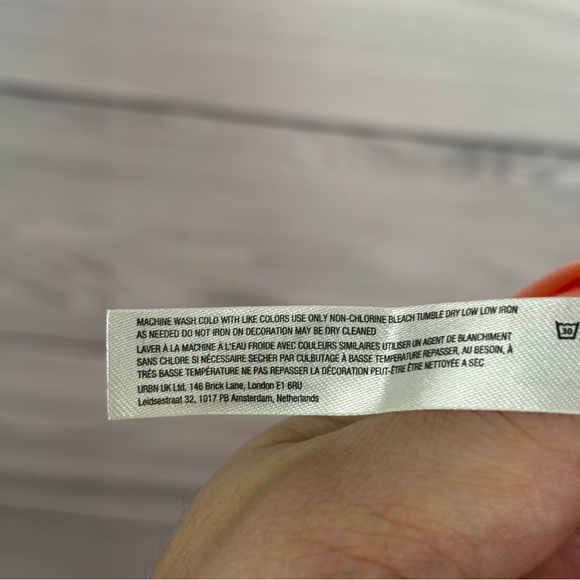 MACHINE WASH COLD WITH LIKE COLORS USE ONLY NON-CHLORINE BLEACH TUMBLE DRY LOW LOW IRON
AS NEEDED DO NOT IRON ON DECORATION MAY BE DRY CLEANED
LAVER À LA MACHINE À L'EAU FROIDE AVEC COULEURS SIMILAIRES UTILISER UN AGENT DE BLANCHIMENT
SANS CHLORE SI NÉCESSAIRE SECHER PAR CULBUTAGE À BASSE TEMPÉRATURE REPASSER, AU BESOIN, À
TRÉS BASSE TEMPÉRATURE NE PAS REPASSER LA DÉCORATION PEUT-ÊTRE ÊTRE NETTOYÉE A SEC
URBN UK Ltd, 146 Brick Lane, London E1 6RU
Leidsestraat 32, 1017 PB Amsterdam, Netherlands
30